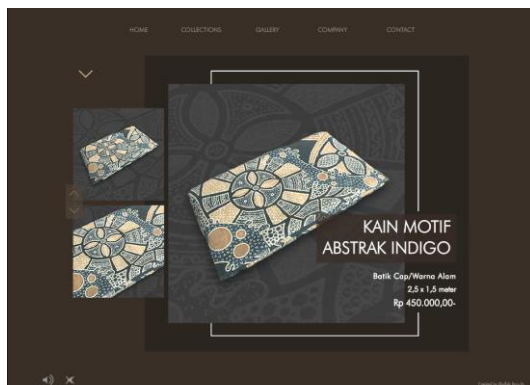 HOME COLLECTIONS GALLERY COMPANY CONTACT
KAIN MOTIF
ABSTRAK INDIGO
Batik Cap/Warna Alam
2,5 x 1,5 meter
Rp 450.000,00-